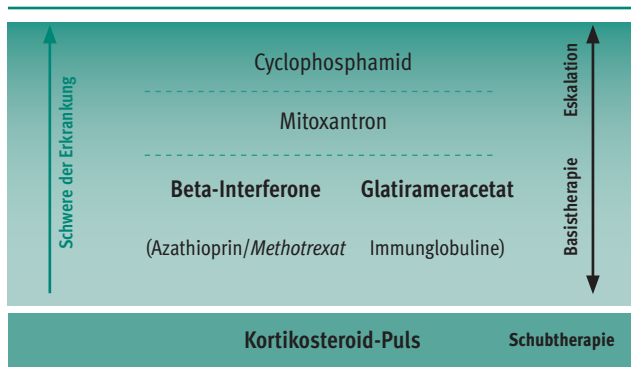 Schwere der Erkrankung
Cyclophosphamid
Mitoxantron
Beta-Interferone Glatirameracetat
(Azathioprin/Methotrexat Immunglobuline)
Eskalation
Basistherapie
Kortikosteroid-Puls Schubtherapie